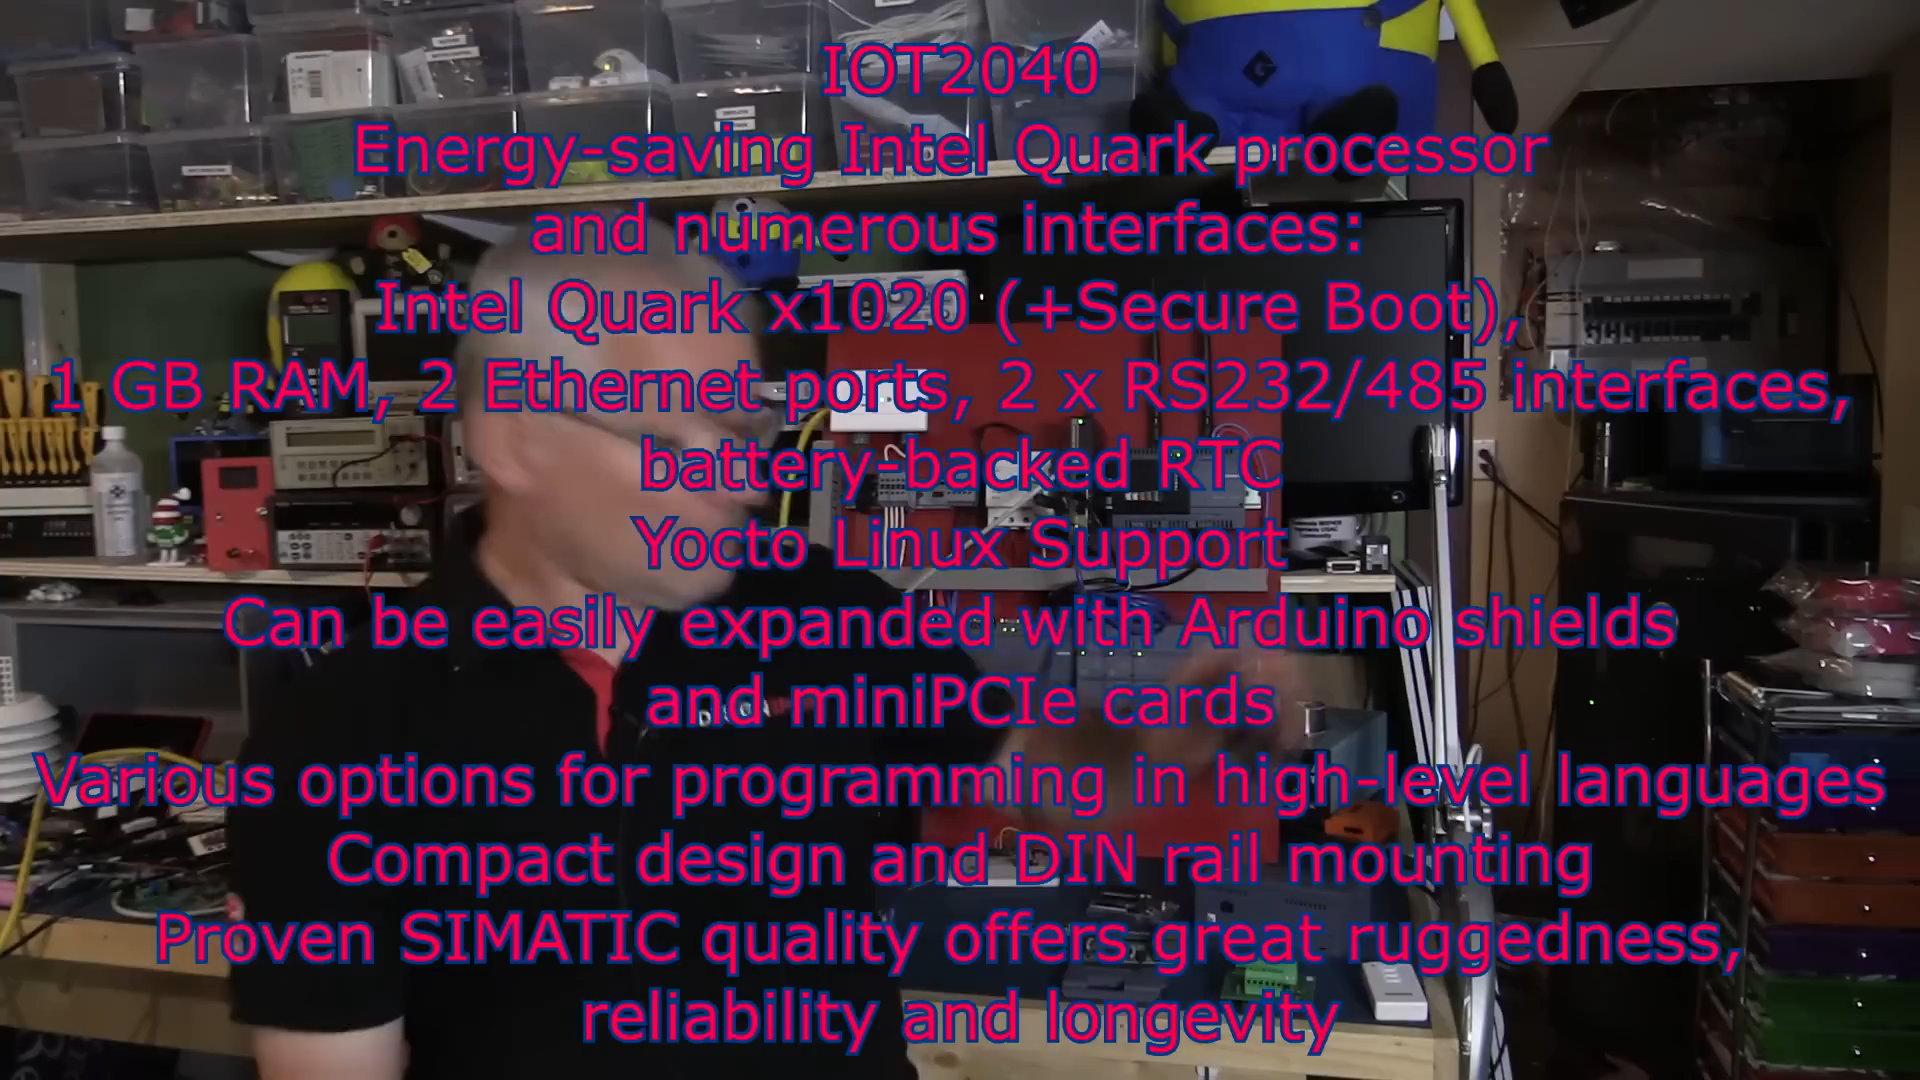 IOT2040
Energy-saving Intel Quark processor
and numerous interfaces:
Intel Quark x1020 (+Secure Boot),
1 GB RAM, 2 Ethernet ports, 2 x RS232/485 interfaces,
battery-backed RTC
Yocto Linux Support
Can be easily expanded with Arduino shields
and miniPCIe cards
Various options for programming in high-level languages
Compact design and DIN rail mounting
Proven SIMATIC quality offers great ruggedness,
reliability and longevity